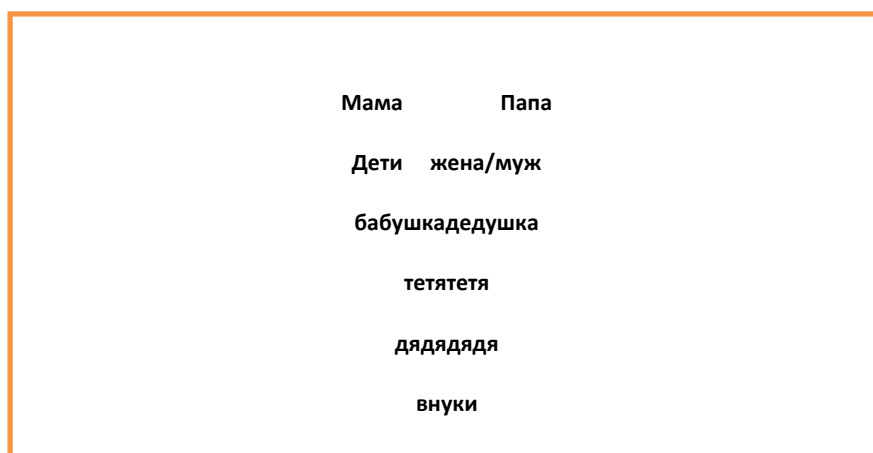 Мама Папа
Дети жена/муж
бабушкадедушка
тетятетя
дядядядя
внуки